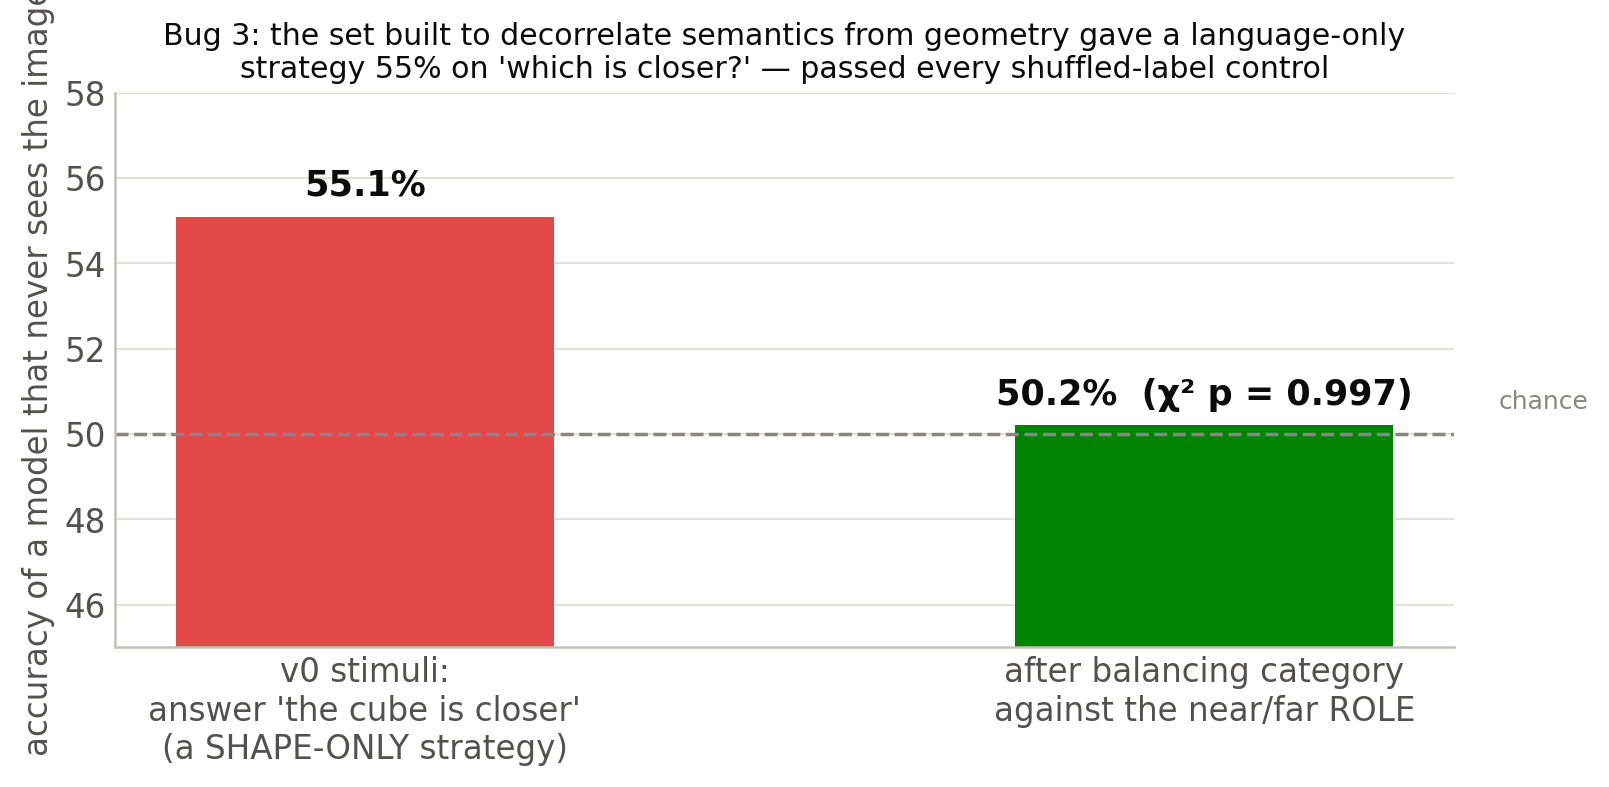 Bug 3: the set built to decorrelate semantics from geometry gave a language-only
strategy 55% on 'which is closer?' — passed every shuffled-label control
accuracy of a model that never sees the image
58
56
54
52
50
48
46
55.1%
50.2% (χ² p = 0.997)
chance
v0 stimuli:
answer 'the cube is closer'
(a SHAPE-ONLY strategy)
after balancing category
against the near/far ROLE